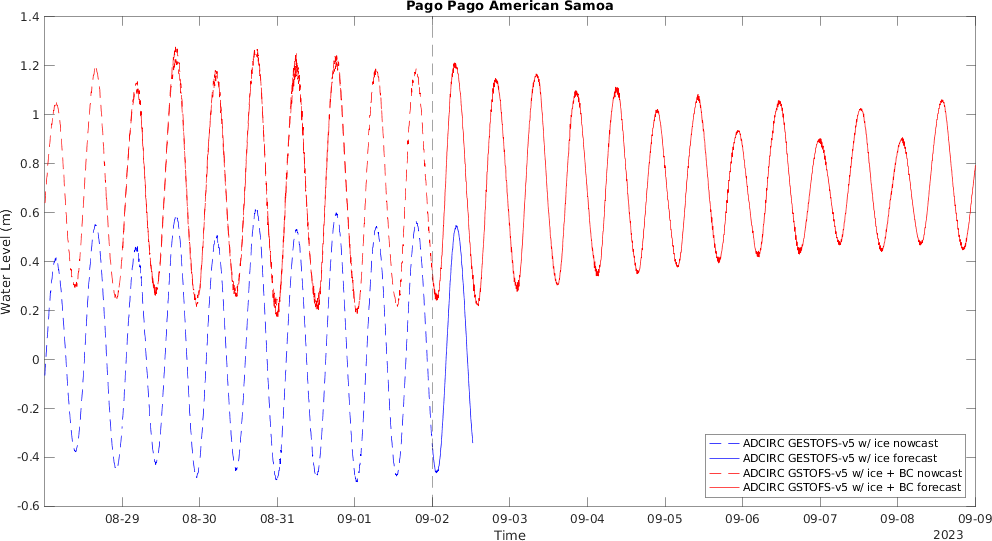 Pago Pago American Samoa
1.4
1.2
1
0.8
0.6
0.4
0.2
0
-0.2
-0.4
-0.6
Water Level (m)
08-29 08-30 08-31 09-01 09-02 09-03 09-04 09-05 09-06 09-07 09-08 09-09
Time
2023
ADCIRC GESTOFS-v5 w/ ice nowcast
ADCIRC GESTOFS-v5 w/ ice forecast
ADCIRC GSTOFS-v5 w/ ice + BC nowcast
ADCIRC GSTOFS-v5 w/ ice + BC forecast